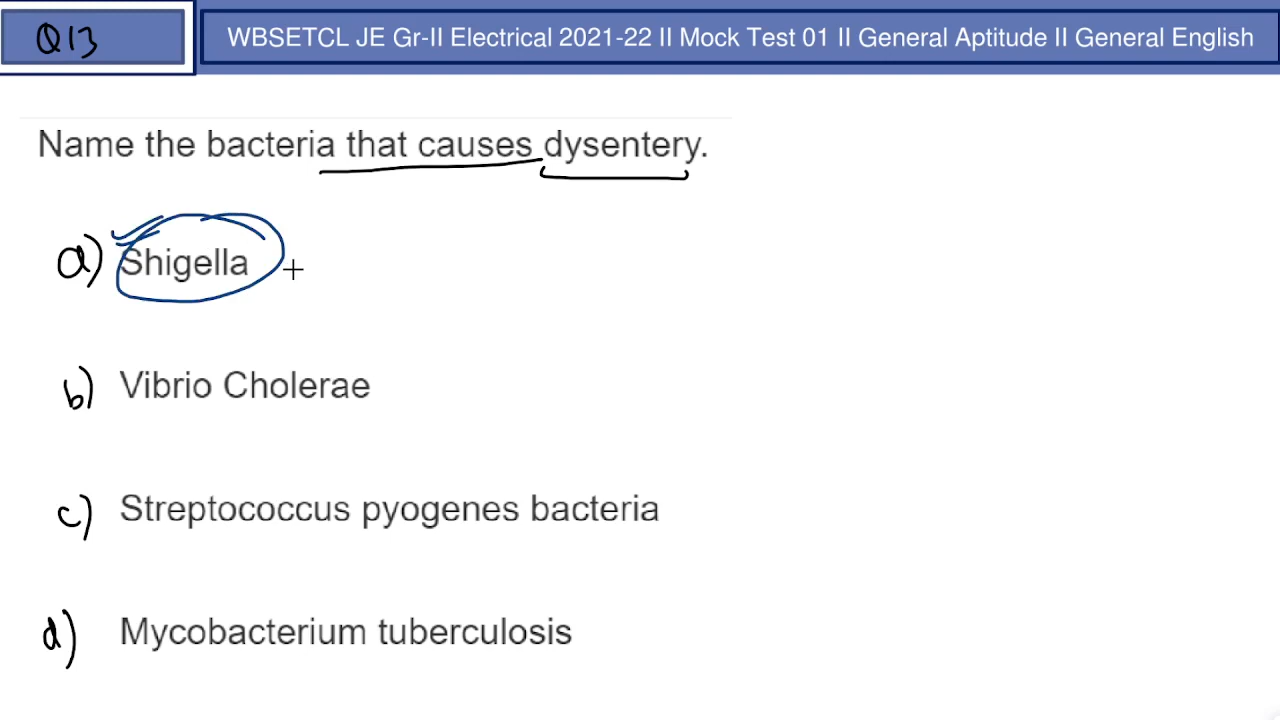 Q13
WBSETCL JE Gr-II Electrical 2021-22 II Mock Test 01 II General Aptitude II General English
Name the bacteria that causes dysentery.
a) Shigella
b) Vibrio Cholerae
c) Streptococcus pyogenes bacteria
d) Mycobacterium tuberculosis